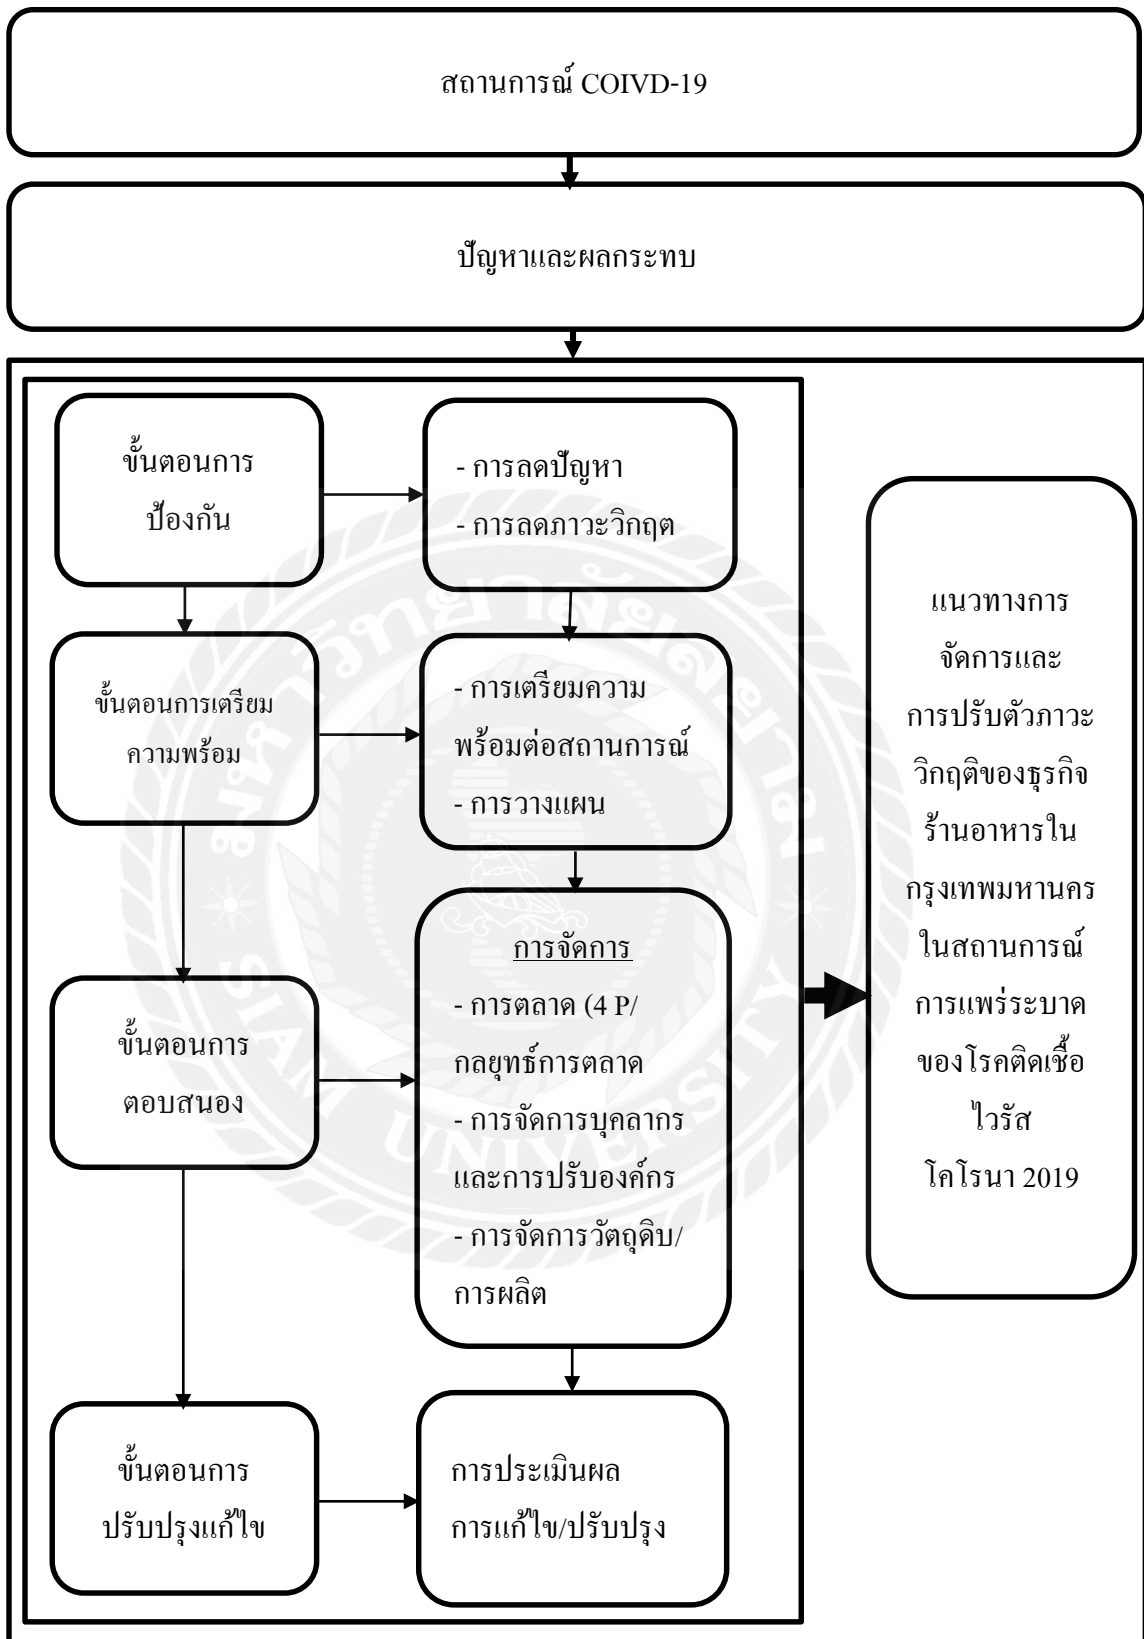 สถานการณ์ COIVD-19
ปัญหาและผลกระทบ
ขั้นตอนการ
ป้องกัน
- การลดปัญหา
- การลดภาวะวิกฤต
ขั้นตอนการเตรียม
ความพร้อม
- การเตรียมความ
พร้อมต่อสถานการณ์
- การวางแผน
ขั้นตอนการ
ตอบสนอง
การจัดการ
- การตลาด (4 P/
กลยุทธ์การตลาด
- การจัดการบุคลากร
และการปรับองค์กร
- การจัดการวัตถุดิบ/
การผลิต
ขั้นตอนการ
ปรับปรุงแก้ไข
การประเมินผล
การแก้ไข/ปรับปรุง
แนวทางการ
จัดการและ
การปรับตัวภาวะ
วิกฤติของธุรกิจ
ร้านอาหารใน
กรุงเทพมหานคร
ในสถานการณ์
การแพร่ระบาด
ของโรคติดเชื้อ
ไวรัส
โคโรนา 2019
มหาวิทยาลัยสยาม
SIAM UNIVERSITY